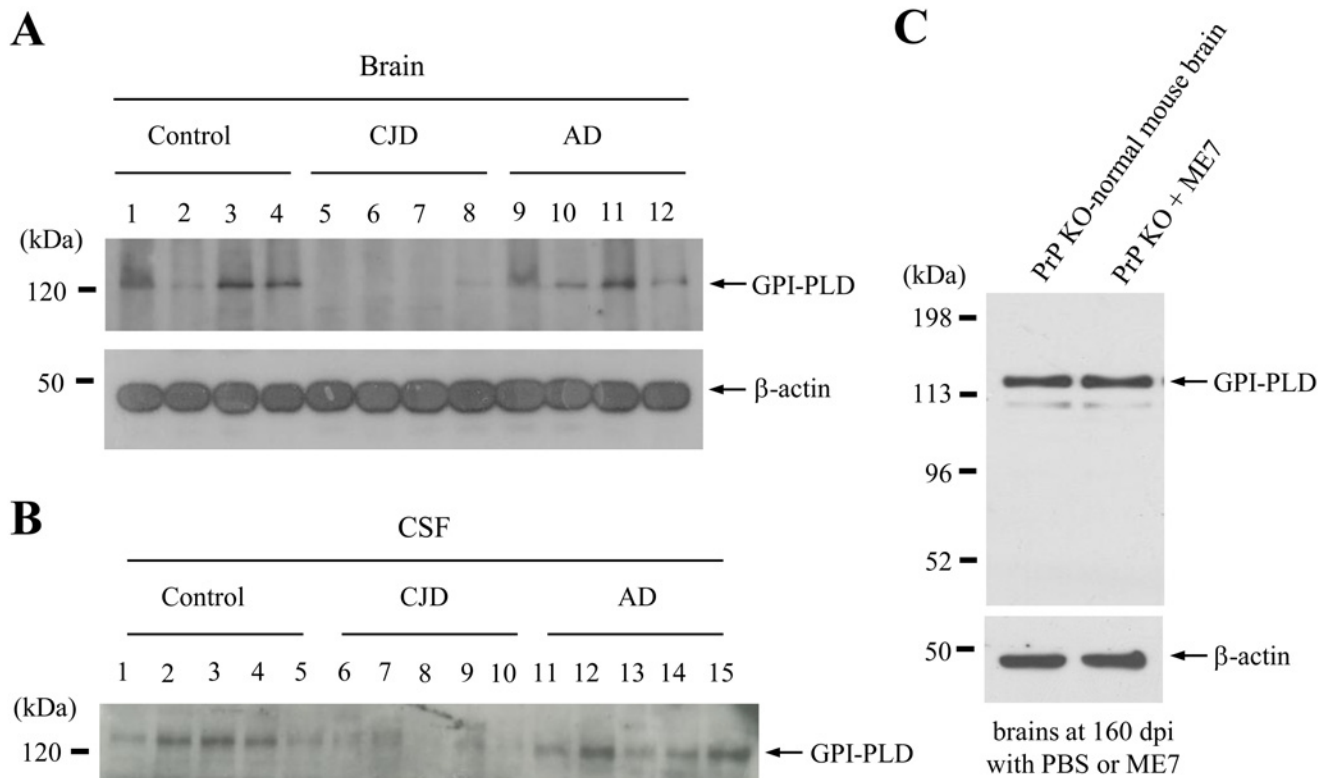 A
Brain
Control CJD AD
1 2 3 4 5 6 7 8 9 10 11 12
(kDa)
120 GPI-PLD
50 β-actin
B
CSF
Control CJD AD
1 2 3 4 5 6 7 8 9 10 11 12 13 14 15
(kDa)
120 GPI-PLD
C
PrP KO-normal mouse brain
PrP KO + ME7
(kDa)
198
GPI-PLD
113
96
52
50 β-actin
brains at 160 dpi
with PBS or ME7